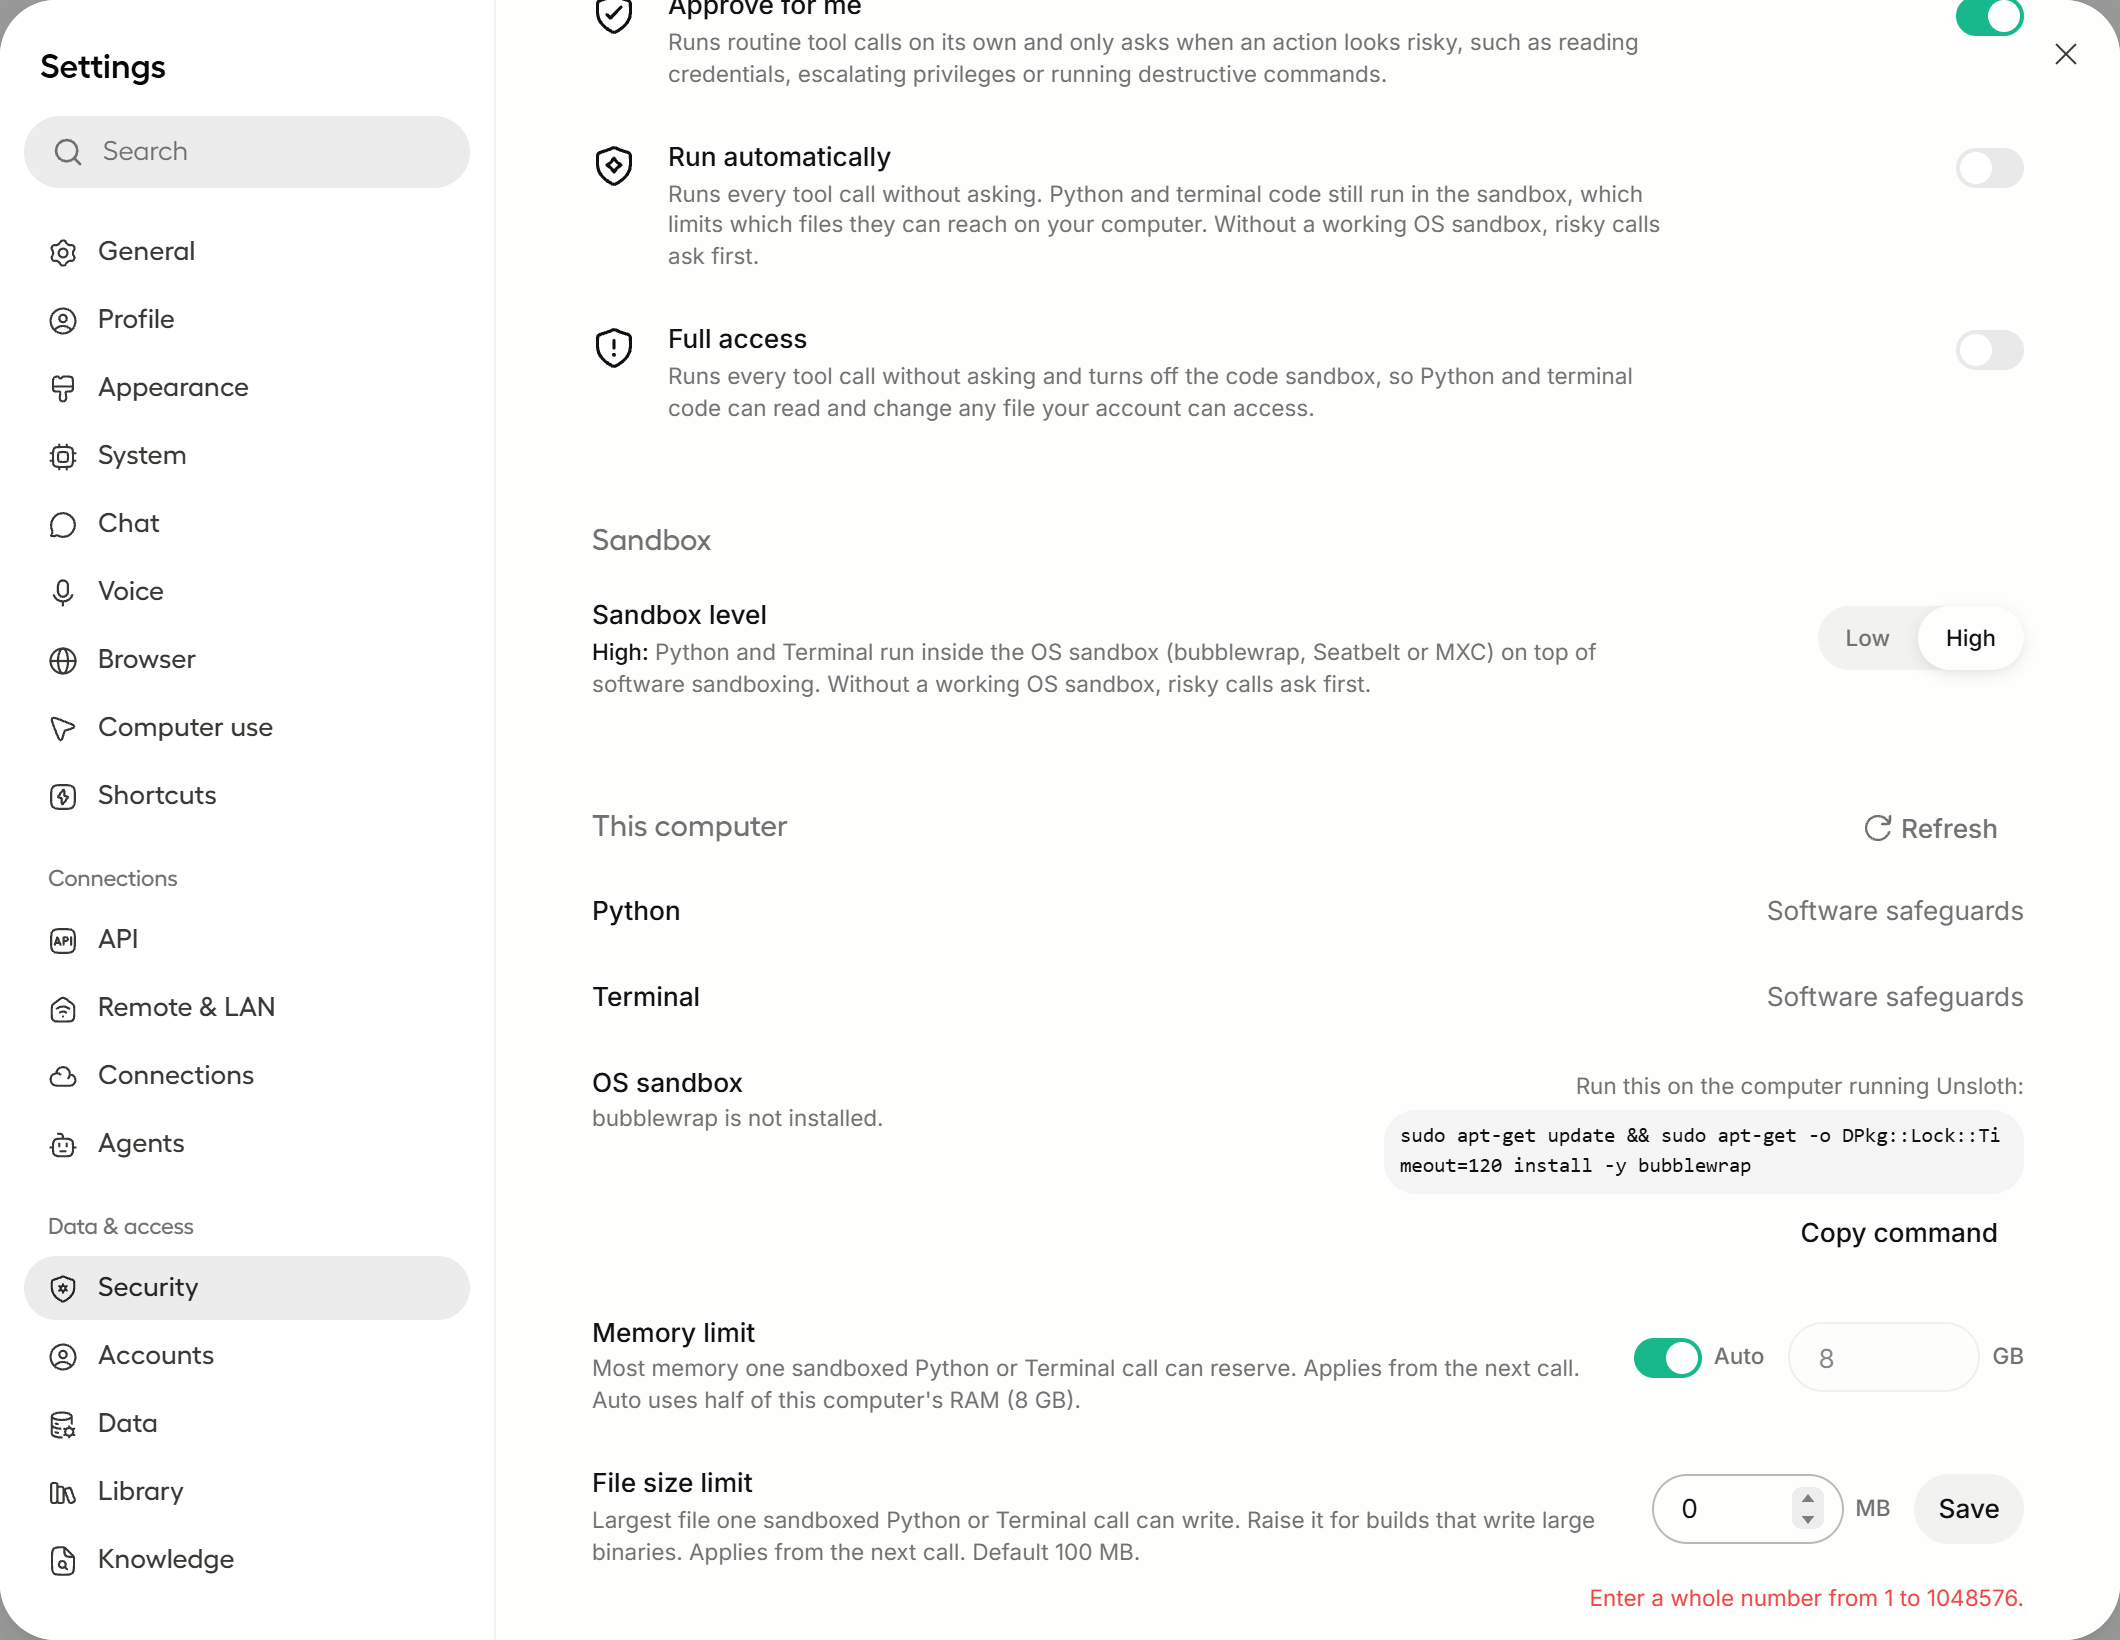 Settings
Search
General
Profile
Appearance
System
Chat
Voice
Browser
Computer use
Shortcuts
Connections
API
Remote & LAN
Connections
Agents
Data & access
Security
Accounts
Data
Library
Knowledge
Approve for me
Runs routine tool calls on its own and only asks when an action looks risky, such as reading
credentials, escalating privileges or running destructive commands.
Run automatically
Runs every tool call without asking. Python and terminal code still run in the sandbox, which
limits which files they can reach on your computer. Without a working OS sandbox, risky calls
ask first.
Full access
Runs every tool call without asking and turns off the code sandbox, so Python and terminal
code can read and change any file your account can access.
Sandbox
Sandbox level
High: Python and Terminal run inside the OS sandbox (bubblewrap, Seatbelt or MXC) on top of
software sandboxing. Without a working OS sandbox, risky calls ask first.
Low High
This computer
Refresh
Python
Software safeguards
Terminal
Software safeguards
OS sandbox
bubblewrap is not installed.
Run this on the computer running Unsloth:
sudo apt-get update && sudo apt-get -o DPkg::Lock::Ti
meout=120 install -y bubblewrap
Copy command
Memory limit
Most memory one sandboxed Python or Terminal call can reserve. Applies from the next call.
Auto uses half of this computer's RAM (8 GB).
Auto 8 GB
File size limit
Largest file one sandboxed Python or Terminal call can write. Raise it for builds that write large
binaries. Applies from the next call. Default 100 MB.
0 MB Save
Enter a whole number from 1 to 1048576.